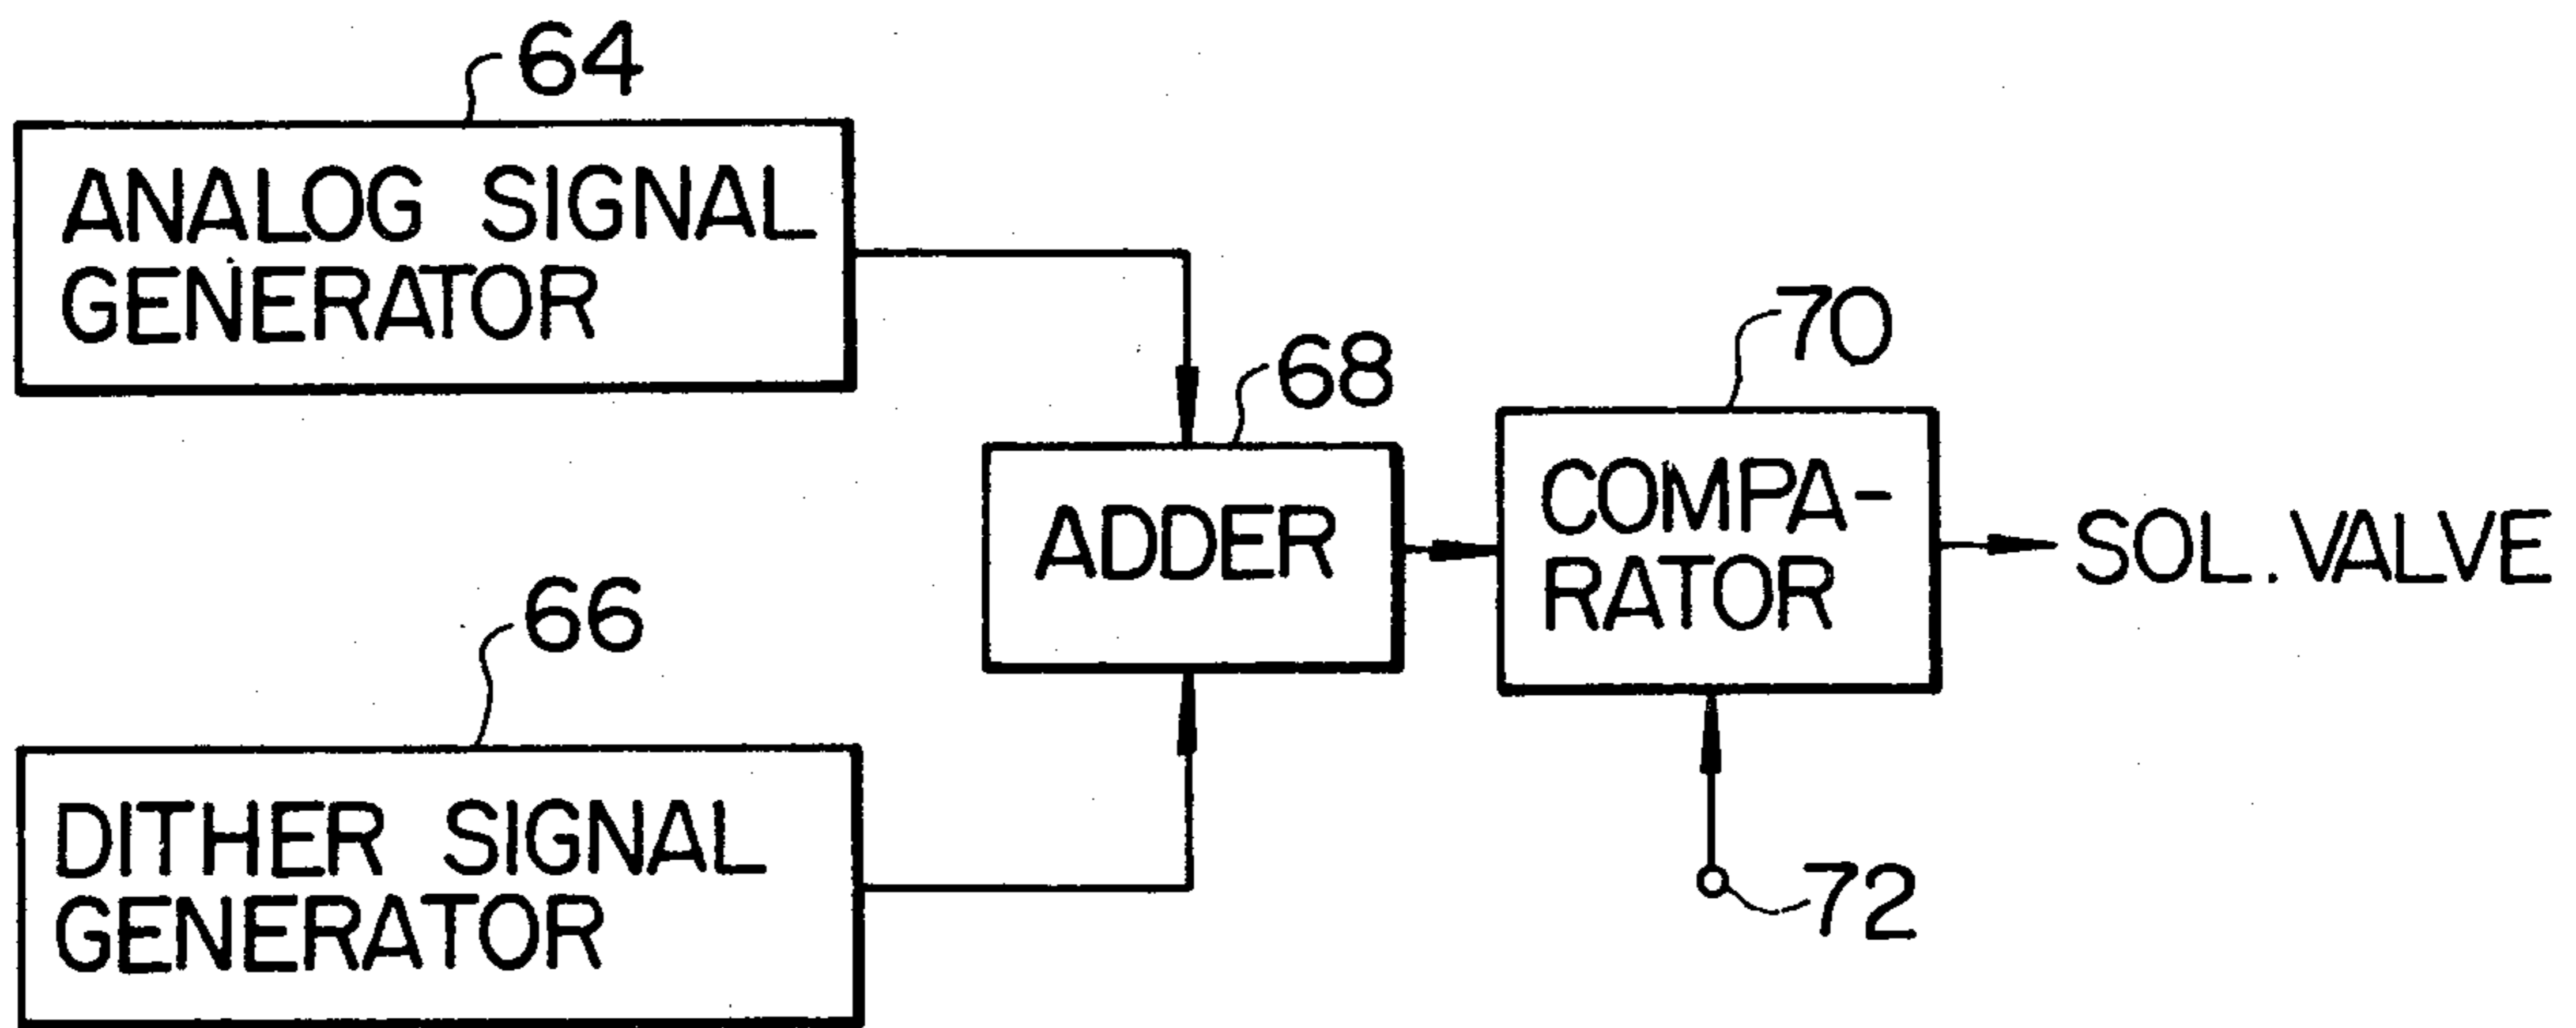 64
ANALOG SIGNAL
GENERATOR
68
ADDER
70
COMPA-
RATOR
SOL. VALVE
66
DITHER SIGNAL
GENERATOR
72